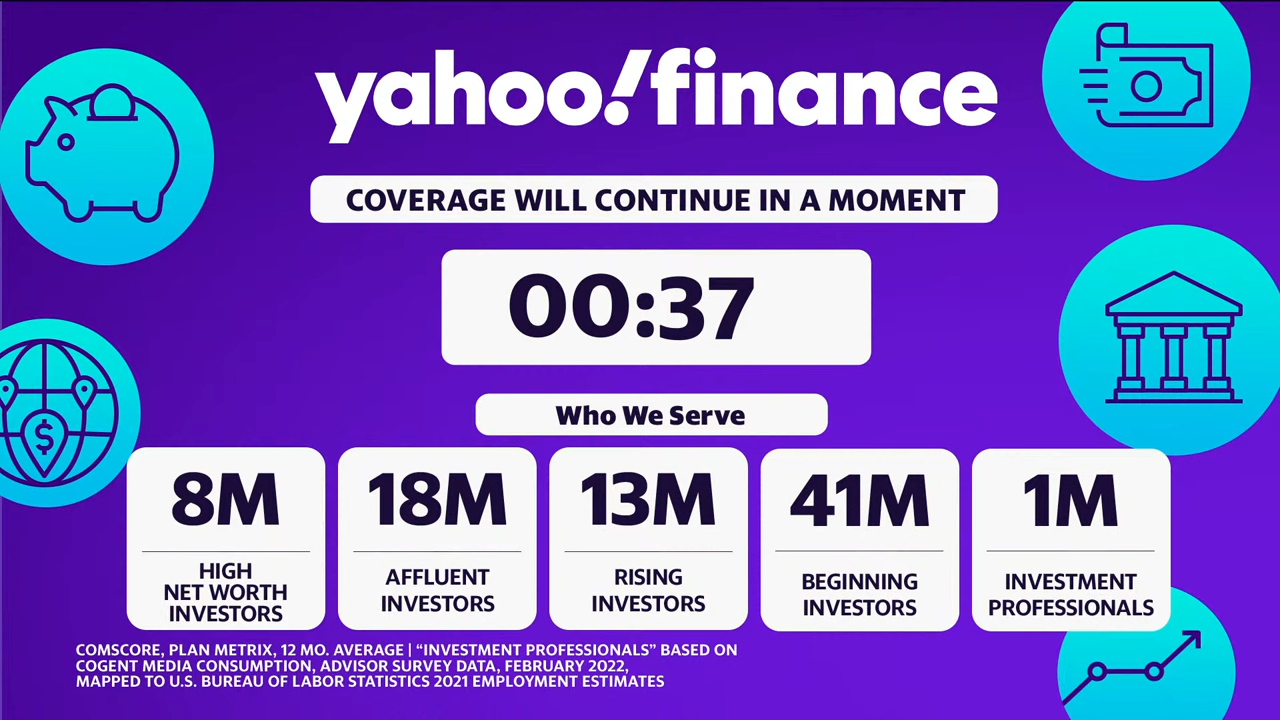 yahoo!finance
COVERAGE WILL CONTINUE IN A MOMENT
00:37
Who We Serve
8M
HIGH
NET WORTH
INVESTORS
18M
AFFLUENT
INVESTORS
13M
RISING
INVESTORS
41M
BEGINNING
INVESTORS
1M
INVESTMENT
PROFESSIONALS
COMSCORE, PLAN METRIX, 12 MO. AVERAGE | “INVESTMENT PROFESSIONALS” BASED ON
COGENT MEDIA CONSUMPTION, ADVISOR SURVEY DATA, FEBRUARY 2022,
MAPPED TO U.S. BUREAU OF LABOR STATISTICS 2021 EMPLOYMENT ESTIMATES
$